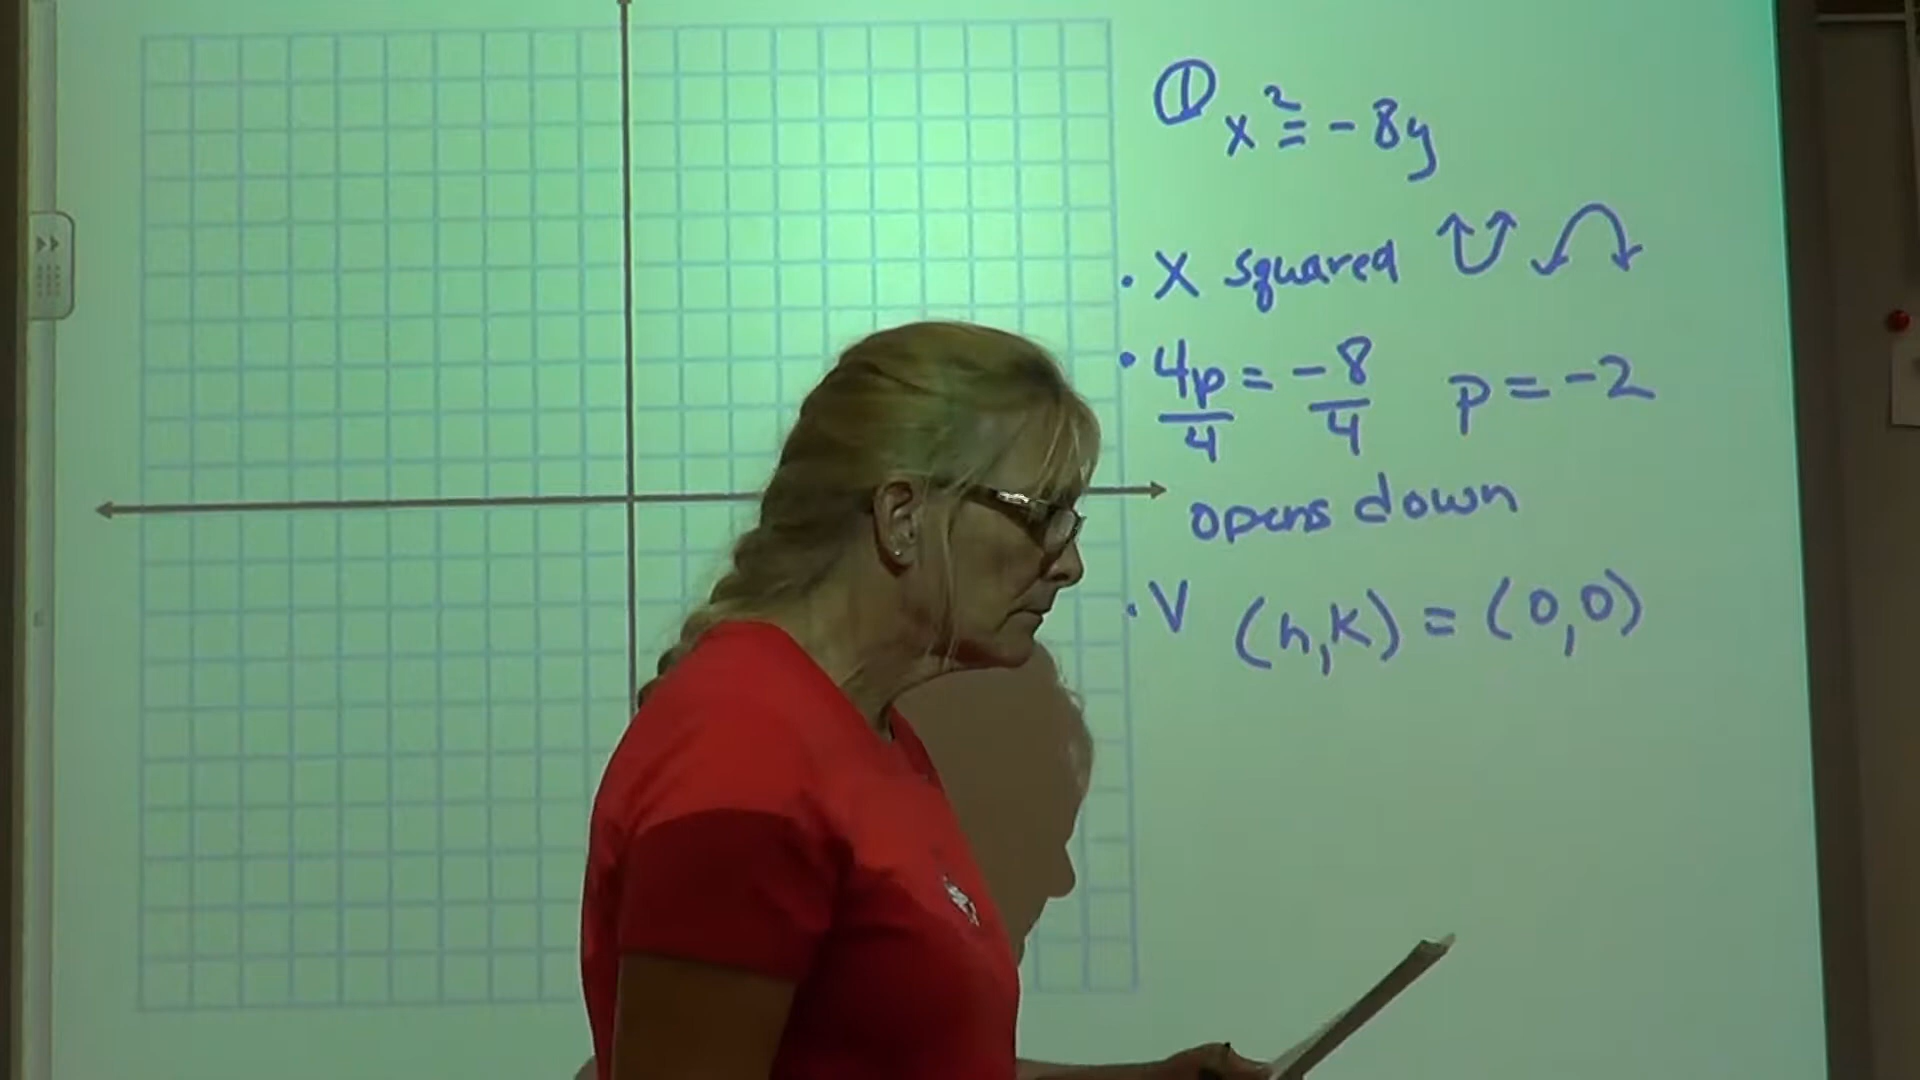 ① x² = -8y
• X squared
• 4p/4 = -8/4 p = -2
opens down
• V (h,k) = (0,0)